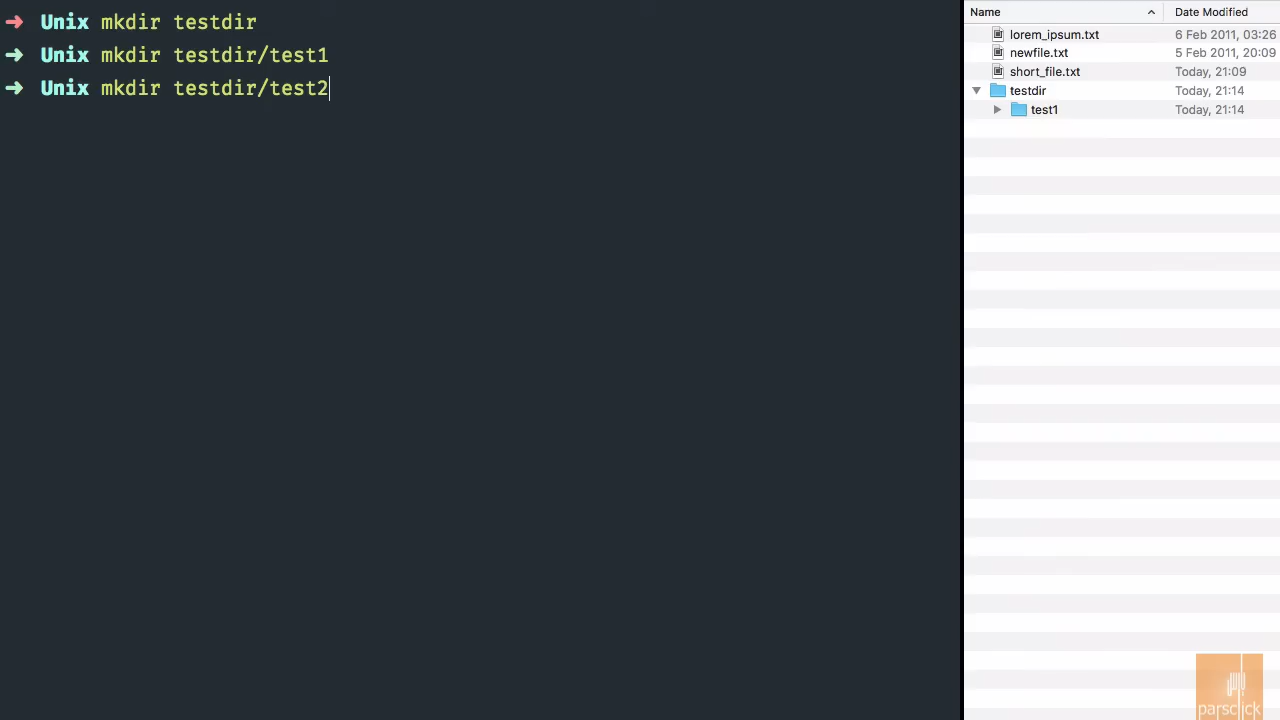 ➜ Unix mkdir testdir
➜ Unix mkdir testdir/test1
➜ Unix mkdir testdir/test2
Name Date Modified
lorem_ipsum.txt 6 Feb 2011, 03:26
newfile.txt 5 Feb 2011, 20:09
short_file.txt Today, 21:09
testdir Today, 21:14
test1 Today, 21:14
parsclick